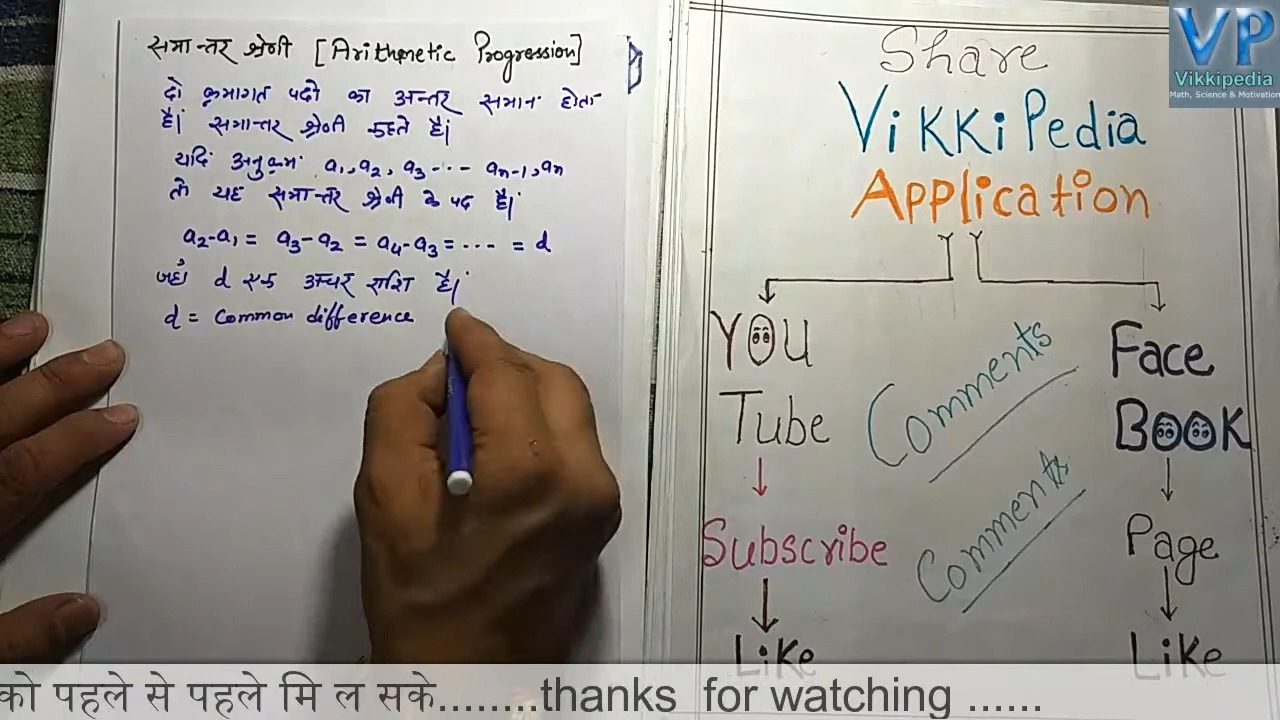 समान्तर श्रेणी [Arithmetic Progression]
दो क्रमागत पदो का अन्तर समान होता
है। समान्तर श्रेणी कहते है।
यदि अनुक्रम a₁, a₂, a₃ --- aₙ₋₁, aₙ
तो यह समान्तर श्रेणी के पद है।
a₂-a₁ = a₃-a₂ = a₄-a₃ = --- = d
जहाँ d एक अचर राशि है।
d = Common difference
Share
ViKKiPedia
Application
YOU
Tube
Subscribe
LiKe
Comments
Comments
Face
BOOK
Page
LiKe
VP
Vikkipedia
Math, Science & Motivation
को पहले से पहले मि ल सके........thanks for watching ......